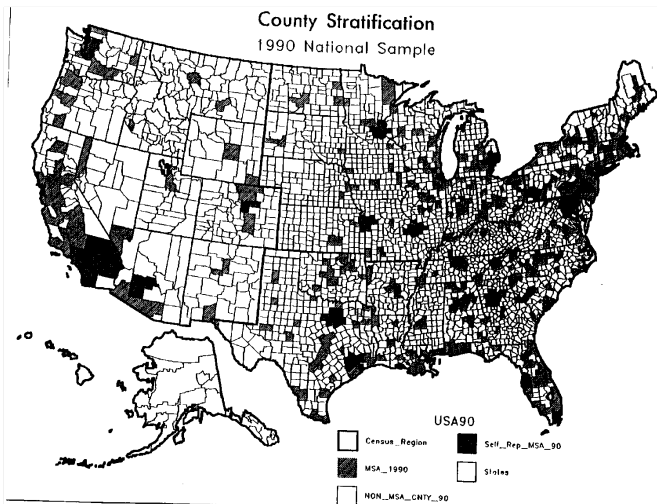 County Stratification
1990 National Sample
USA90
Census_Region
Self_Rep_MSA_90
MSA_1990
States
NON_MSA_CNTY_90